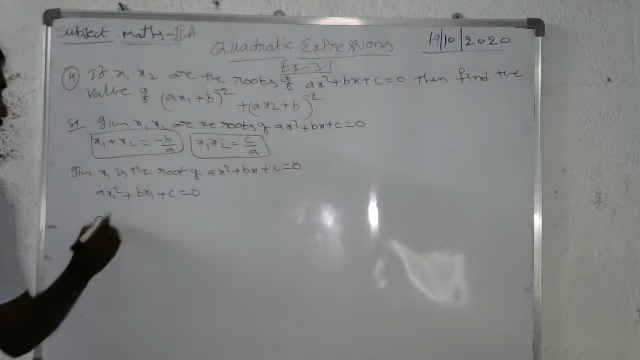 Subject: Maths-IIA
Quadratic Expressions
19/10/2020
Ex-3.1
4) If x₁ x₂ are the roots of ax²+bx+c=0 then find the
value of (ax₁+b)⁻² + (ax₂+b)⁻²
Sol Given x₁ x₂ are the roots of ax²+bx+c=0
x₁+x₂ = -b/a x₁x₂ = c/a
Given x₁ is the root of ax²+bx+c=0
ax₁²+bx₁+c=0